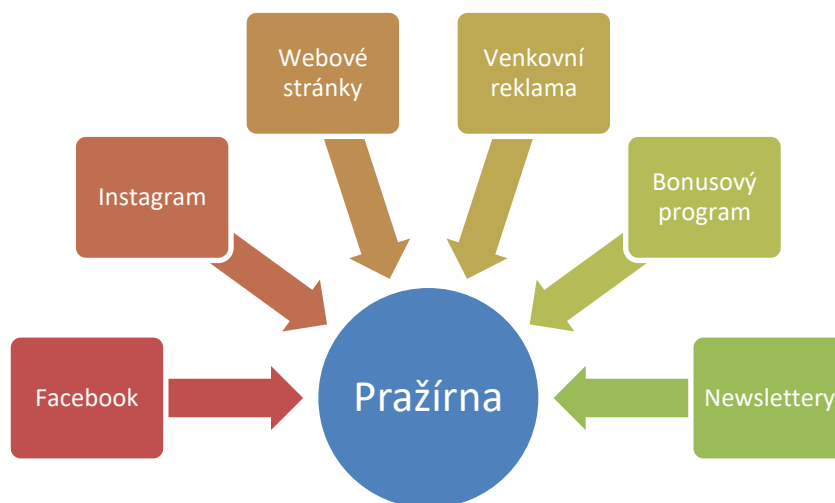 Webové
stránky
Venkovní
reklama
Instagram
Bonusový
program
Facebook
Pražírna
Newslettery